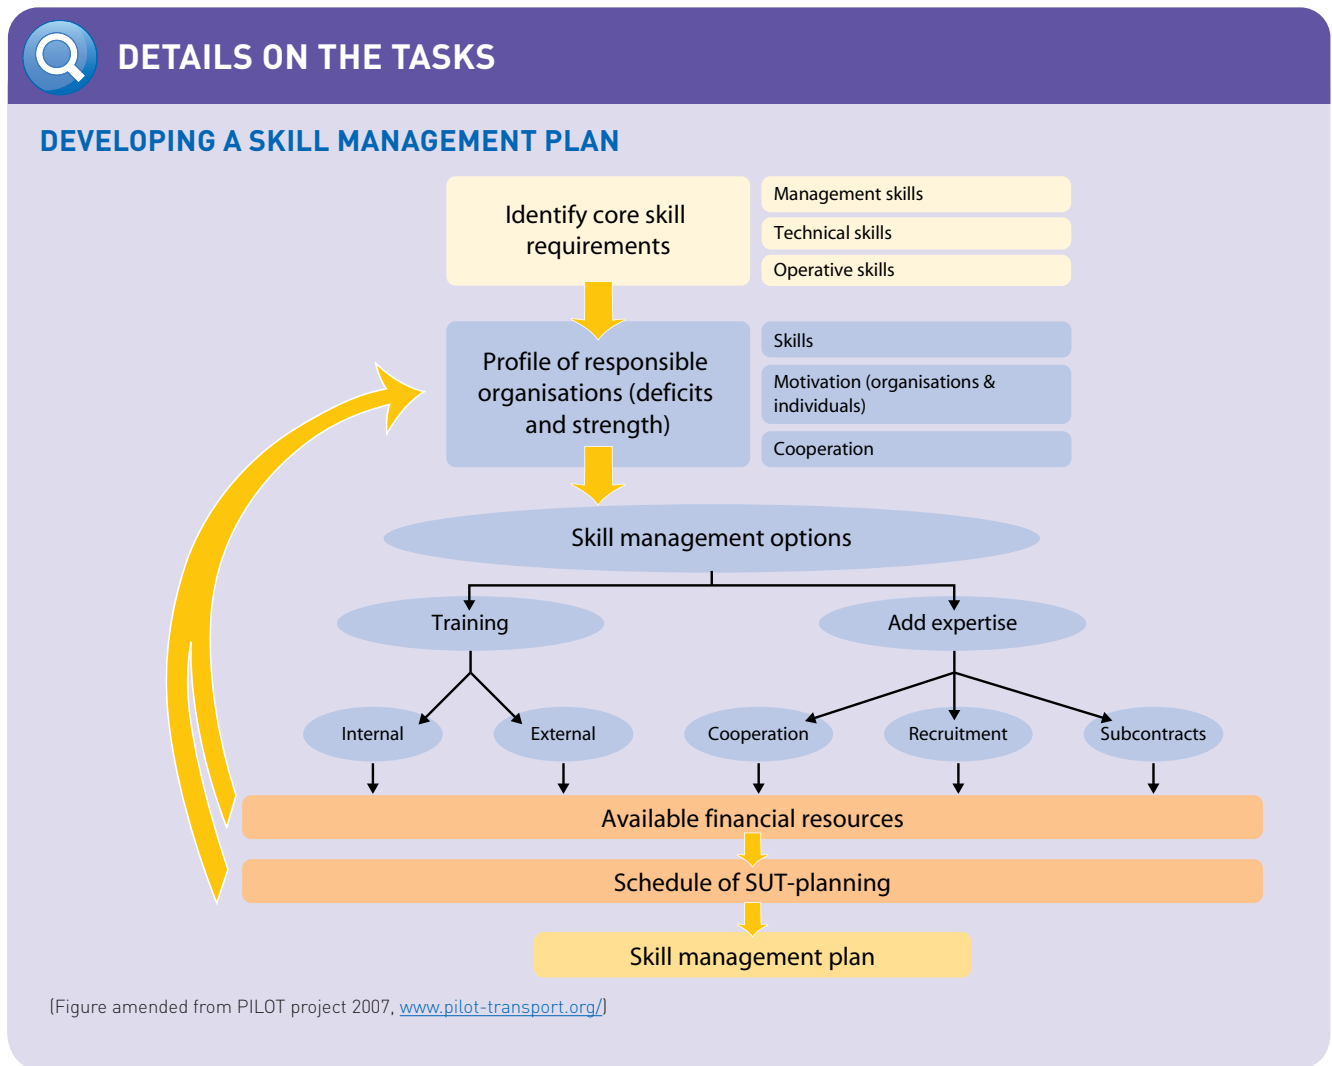 DETAILS ON THE TASKS
DEVELOPING A SKILL MANAGEMENT PLAN
Identify core skill
requirements
Management skills
Technical skills
Operative skills
Profile of responsible
organisations (deficits
and strength)
Skills
Motivation (organisations &
individuals)
Cooperation
Skill management options
Training
Add expertise
Internal
External
Cooperation
Recruitment
Subcontracts
Available financial resources
Schedule of SUT-planning
Skill management plan
(Figure amended from PILOT project 2007, www.pilot-transport.org/)